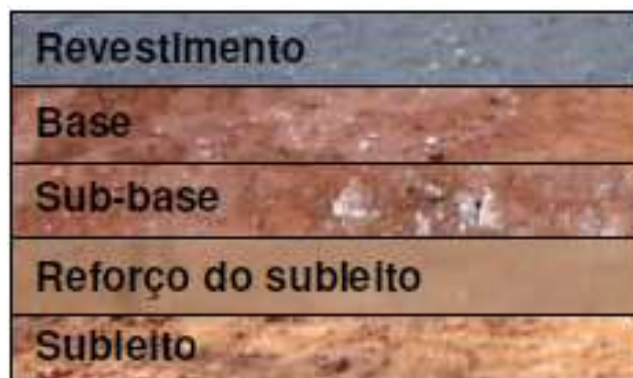 Revestimento
Base
Sub-base
Reforço do subleito
Subleito